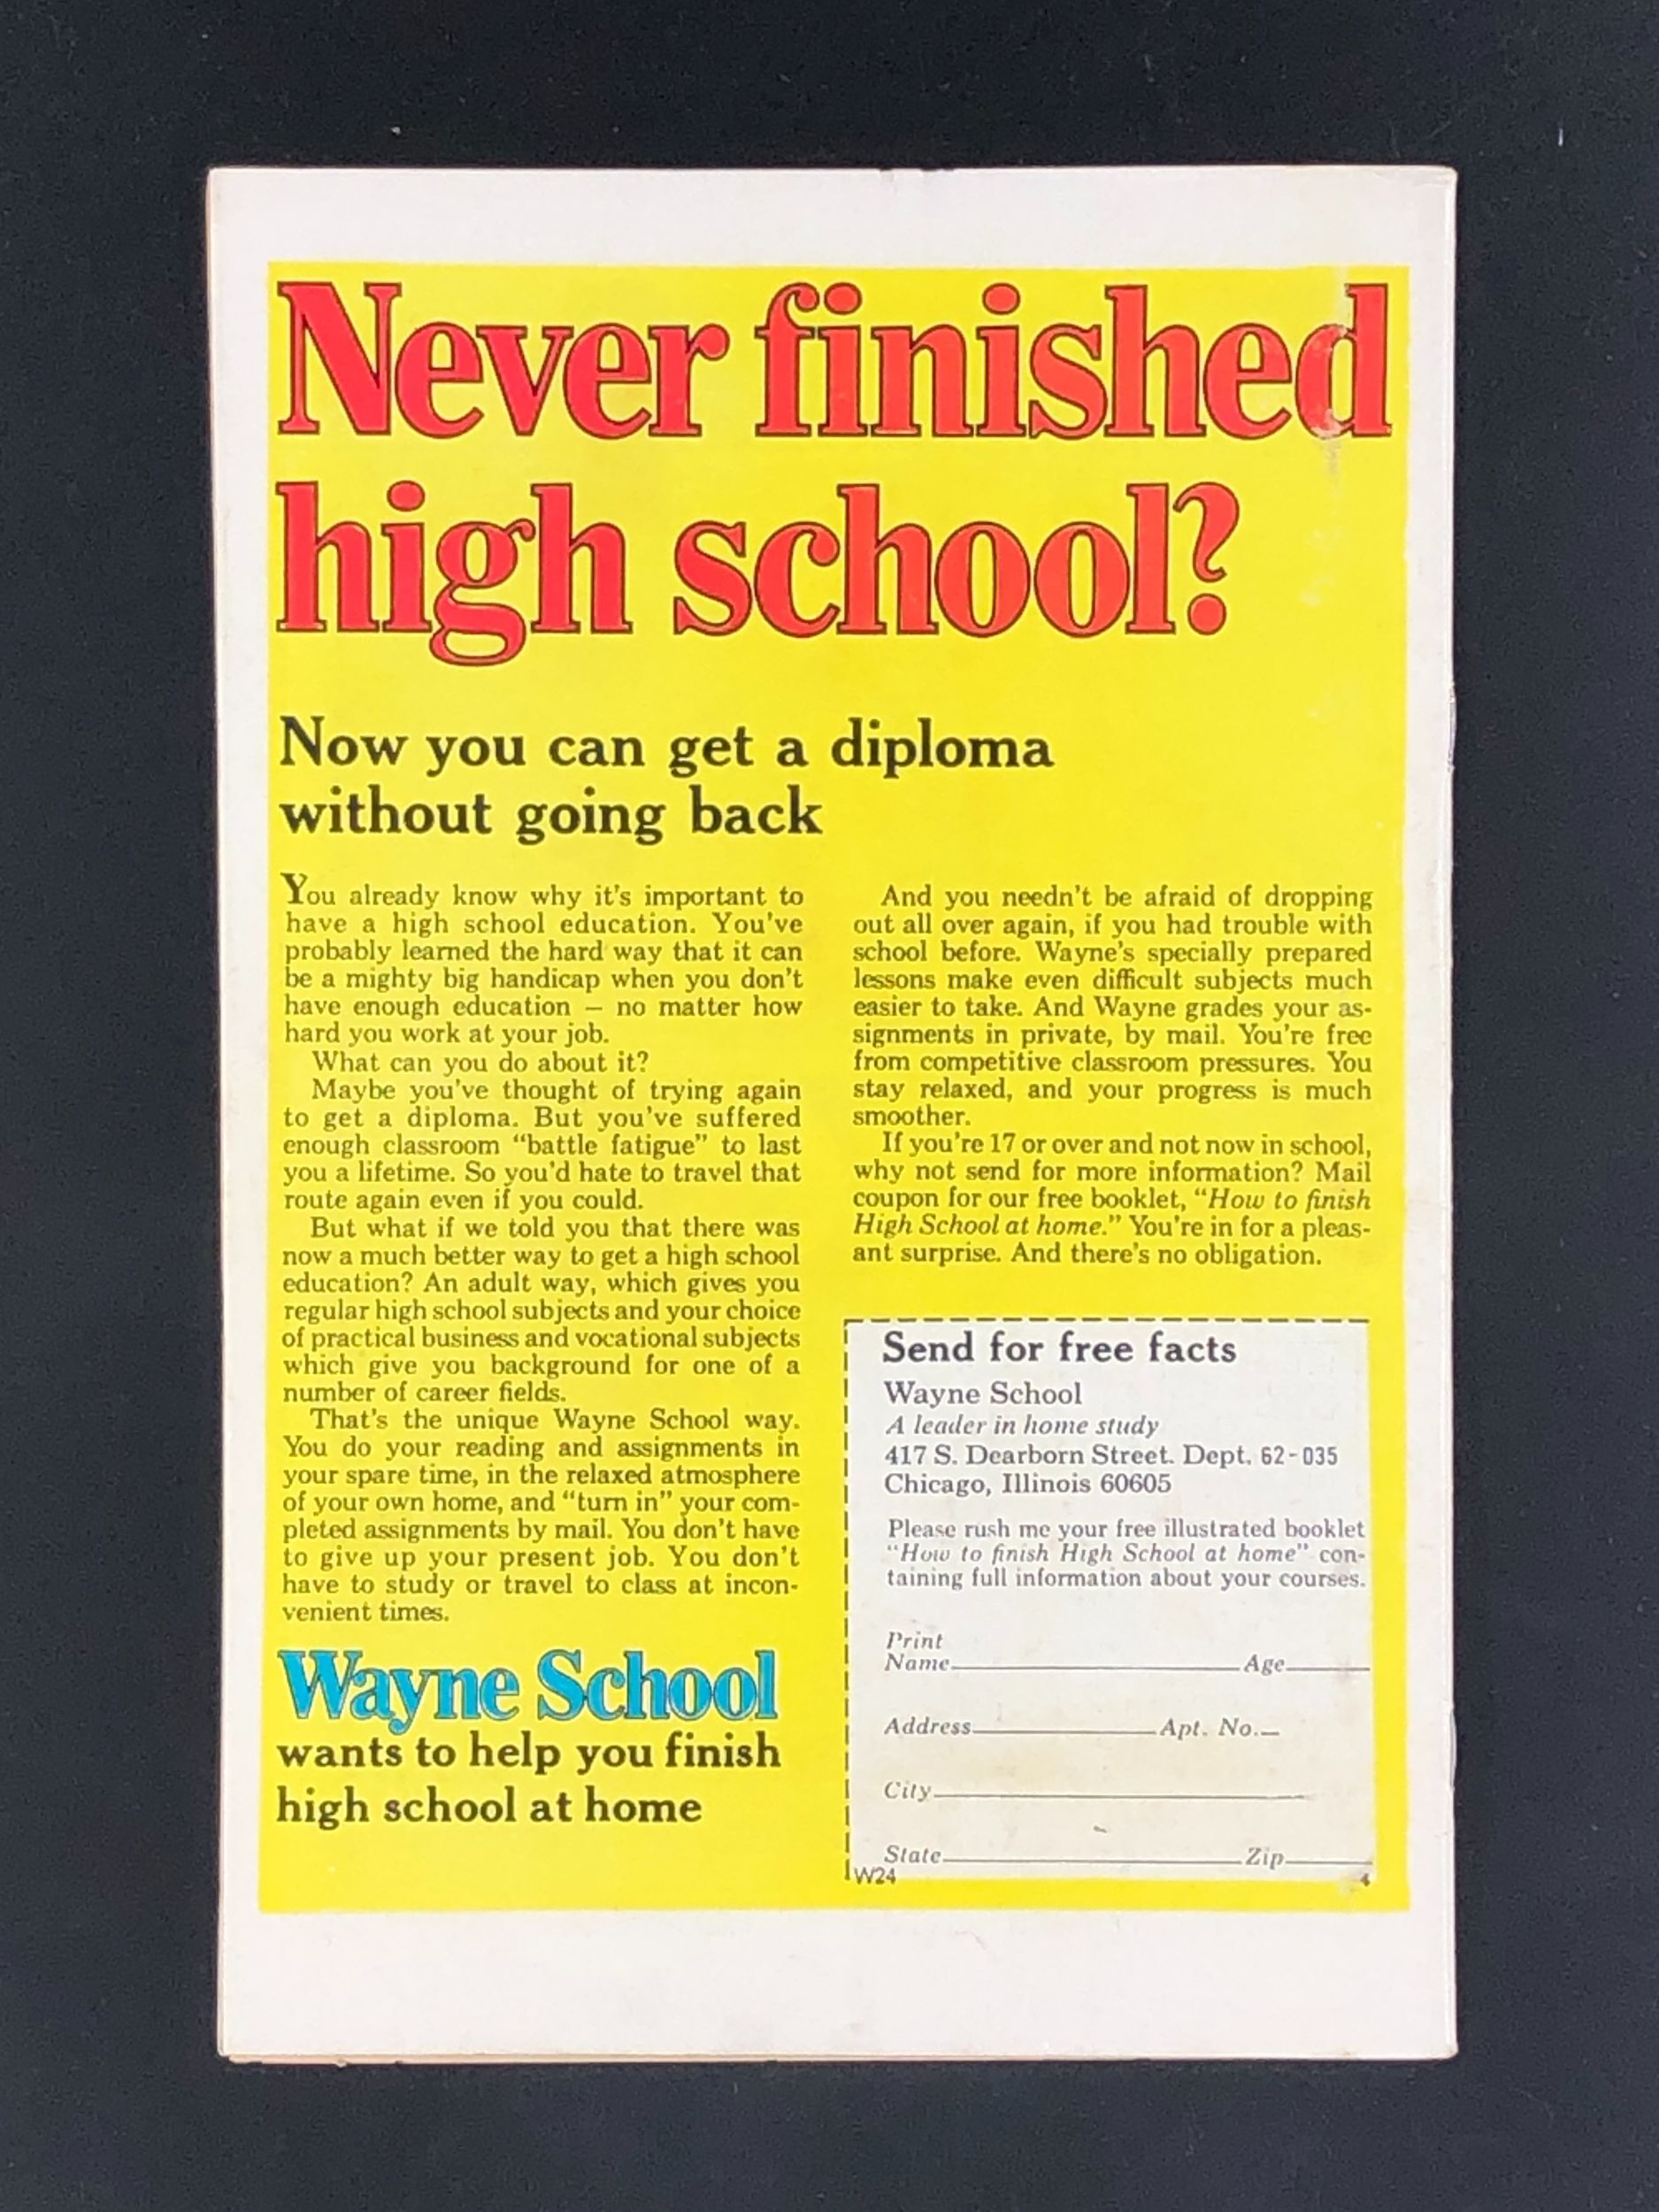 Never finished
high school?
Now you can get a diploma
without going back
You already know why it's important to
have a high school education. You've
probably learned the hard way that it can
be a mighty big handicap when you don't
have enough education – no matter how
hard you work at your job.
What can you do about it?
Maybe you've thought of trying again
to get a diploma. But you've suffered
enough classroom “battle fatigue” to last
you a lifetime. So you'd hate to travel that
route again even if you could.
But what if we told you that there was
now a much better way to get a high school
education? An adult way, which gives you
regular high school subjects and your choice
of practical business and vocational subjects
which give you background for one of a
number of career fields.
That's the unique Wayne School way.
You do your reading and assignments in
your spare time, in the relaxed atmosphere
of your own home, and “turn in” your com-
pleted assignments by mail. You don't have
to give up your present job. You don't
have to study or travel to class at incon-
venient times.
Wayne School
wants to help you finish
high school at home
And you needn't be afraid of dropping
out all over again, if you had trouble with
school before. Wayne's specially prepared
lessons make even difficult subjects much
easier to take. And Wayne grades your as-
signments in private, by mail. You're free
from competitive classroom pressures. You
stay relaxed, and your progress is much
smoother.
If you're 17 or over and not now in school,
why not send for more information? Mail
coupon for our free booklet, “How to finish
High School at home.” You're in for a pleas-
ant surprise. And there's no obligation.
Send for free facts
Wayne School
A leader in home study
417 S. Dearborn Street. Dept. 62-035
Chicago, Illinois 60605
Please rush me your free illustrated booklet
“How to finish High School at home” con-
taining full information about your courses.
Print
Name Age
Address Apt. No.
City
State Zip
W24 4